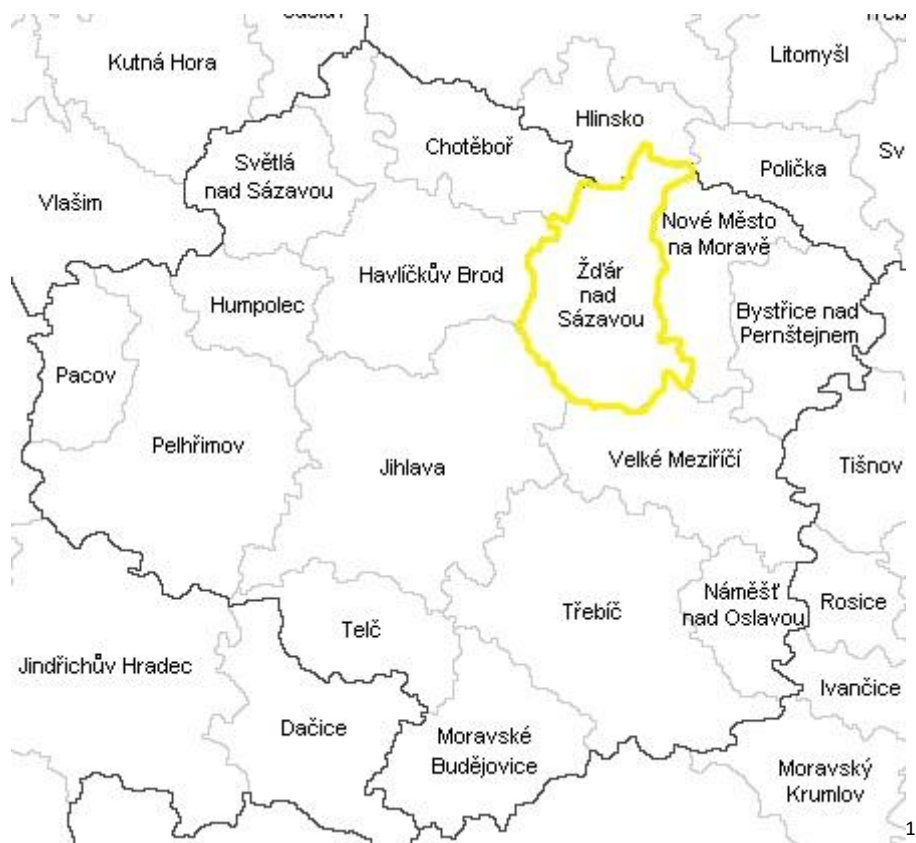 Kutná Hora
Litomyšl
Hlinsko
Chotěboř
Světlá
nad Sázavou
Polička
Sv
Vlašim
Nové Město
na Moravě
Žďár
nad
Sázavou
Havlíčkův Brod
Humpolec
Bystřice nad
Pernštejnem
Pacov
Pelhřimov
Jihlava
Velké Meziříčí
Tišnov
Náměšť
nad Oslavou
Třebíč
Rosice
Telč
Jindřichův Hradec
Ivančice
Dačice
Moravské
Budějovice
Moravský
Krumlov
1